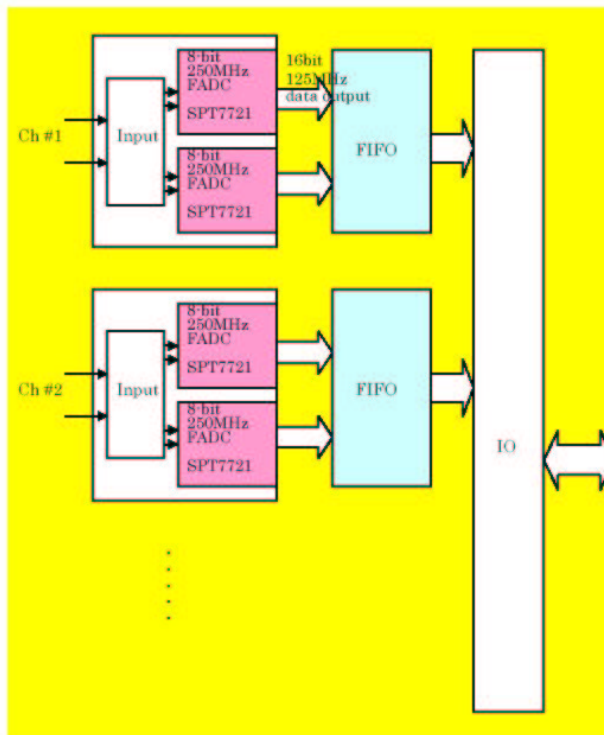 8-bit
250MHz
FADC
SPT7721
16bit
125MHz
data output
Ch #1
Input
FIFO
8-bit
250MHz
FADC
SPT7721
8-bit
250MHz
FADC
SPT7721
Ch #2
Input
FIFO
8-bit
250MHz
FADC
SPT7721
IO